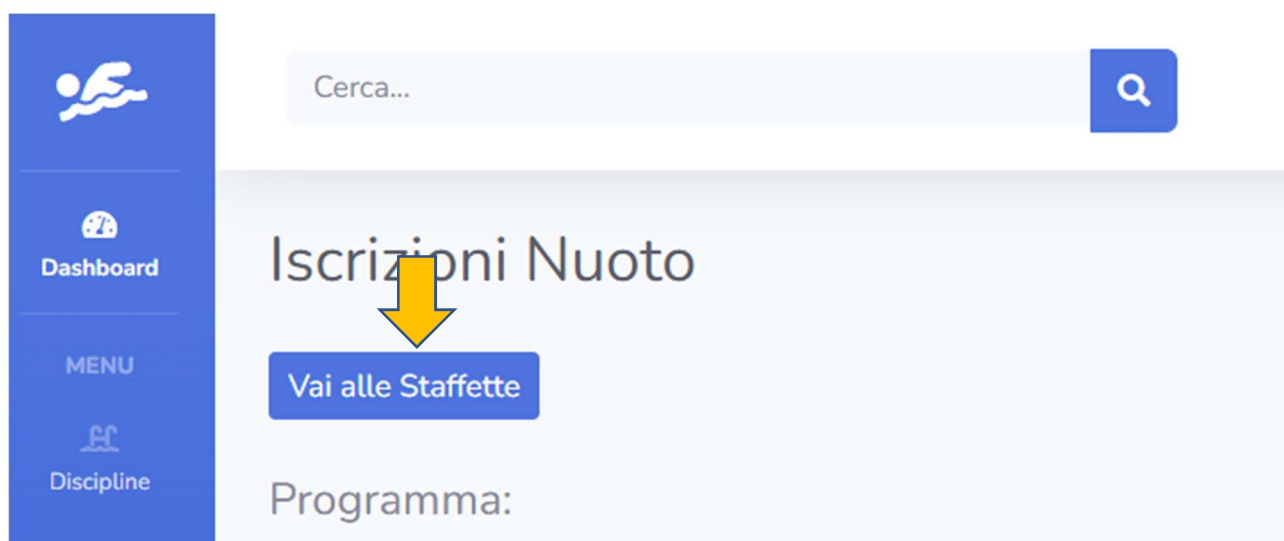 Cerca...
Dashboard
Iscrizioni Nuoto
MENU
Vai alle Staffette
Discipline
Programma: